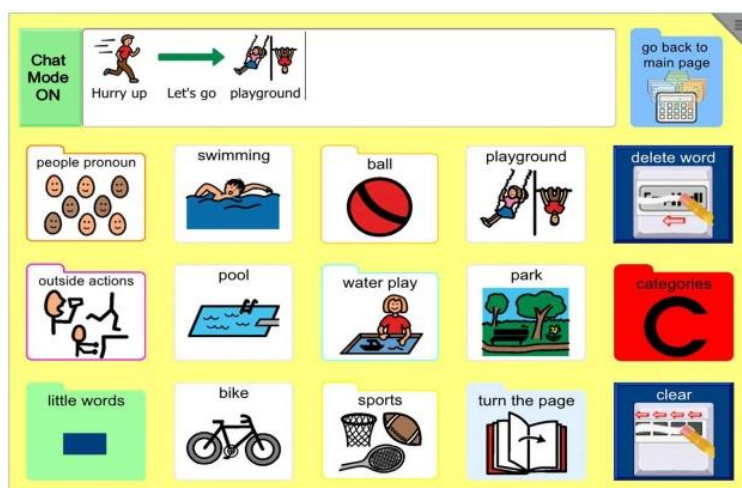 Chat
Mode
ON
Hurry up Let's go playground
go back to
main page
people pronoun
swimming
ball
playground
delete word
outside actions
pool
water play
park
categories
C
little words
bike
sports
turn the page
clear